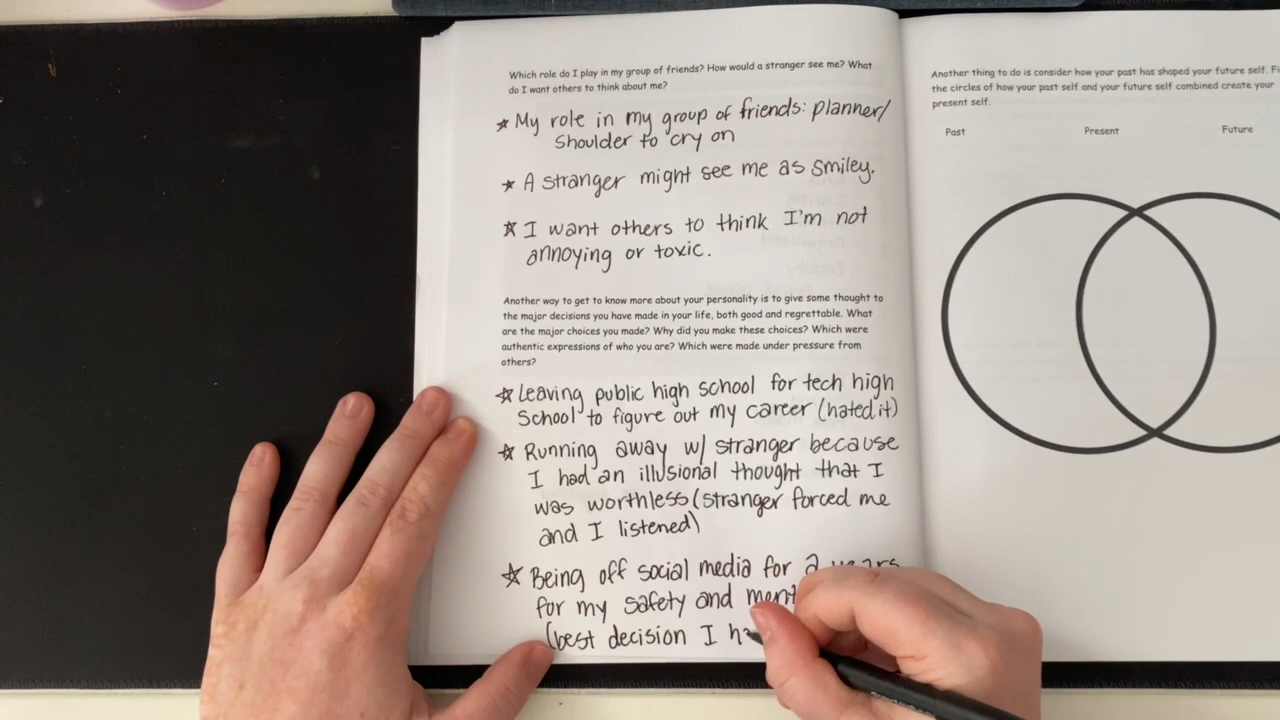 Which role do I play in my group of friends? How would a stranger see me? What
do I want others to think about me?
☆ My role in my group of friends: planner/
shoulder to cry on
☆ A stranger might see me as smiley.
☆ I want others to think I'm not
annoying or toxic.
Another way to get to know more about your personality is to give some thought to
the major decisions you have made in your life, both good and regrettable. What
are the major choices you made? Why did you make these choices? Which were
authentic expressions of who you are? Which were made under pressure from
others?
☆ Leaving public high school for tech high
school to figure out my career (hated it)
☆ Running away w/ stranger because
I had an illusional thought that I
was worthless (stranger forced me
and I listened)
☆ Being off social media for 2 years
for my safety and
(best decision I
Another thing to do is consider how your past has shaped your future self.
the circles of how your past self and your future self combined create your
present self.
Past Present Future